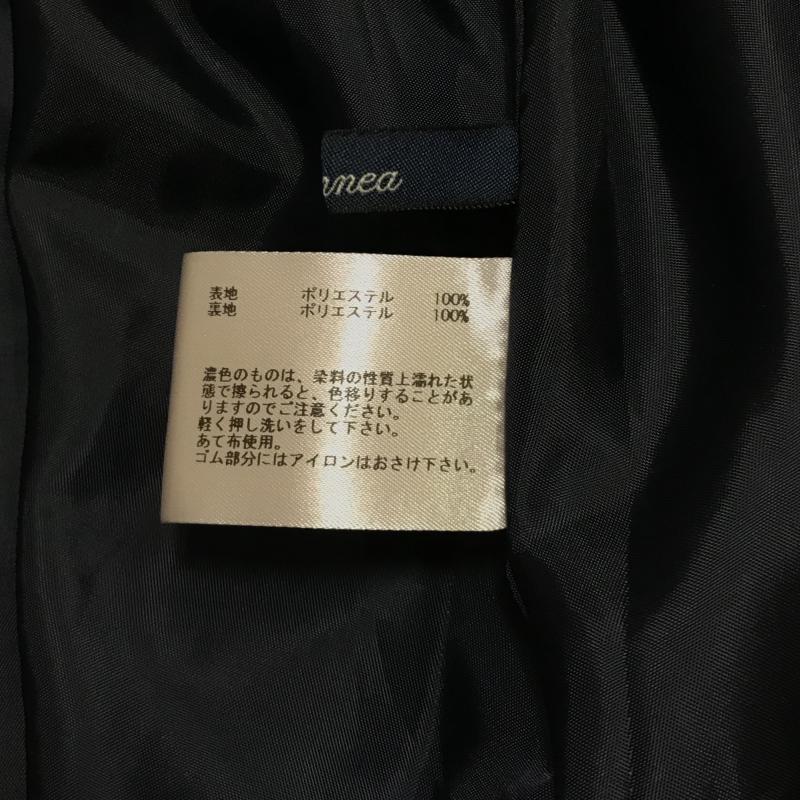 nnea
表地 ポリエステル 100%
裏地 ポリエステル 100%
濃色のものは、染料の性質上濡れた状
態で擦られると、色移りすることがあ
りますのでご注意ください。
軽く押し洗いをして下さい。
あて布使用。
ゴム部分にはアイロンはおさけ下さい。